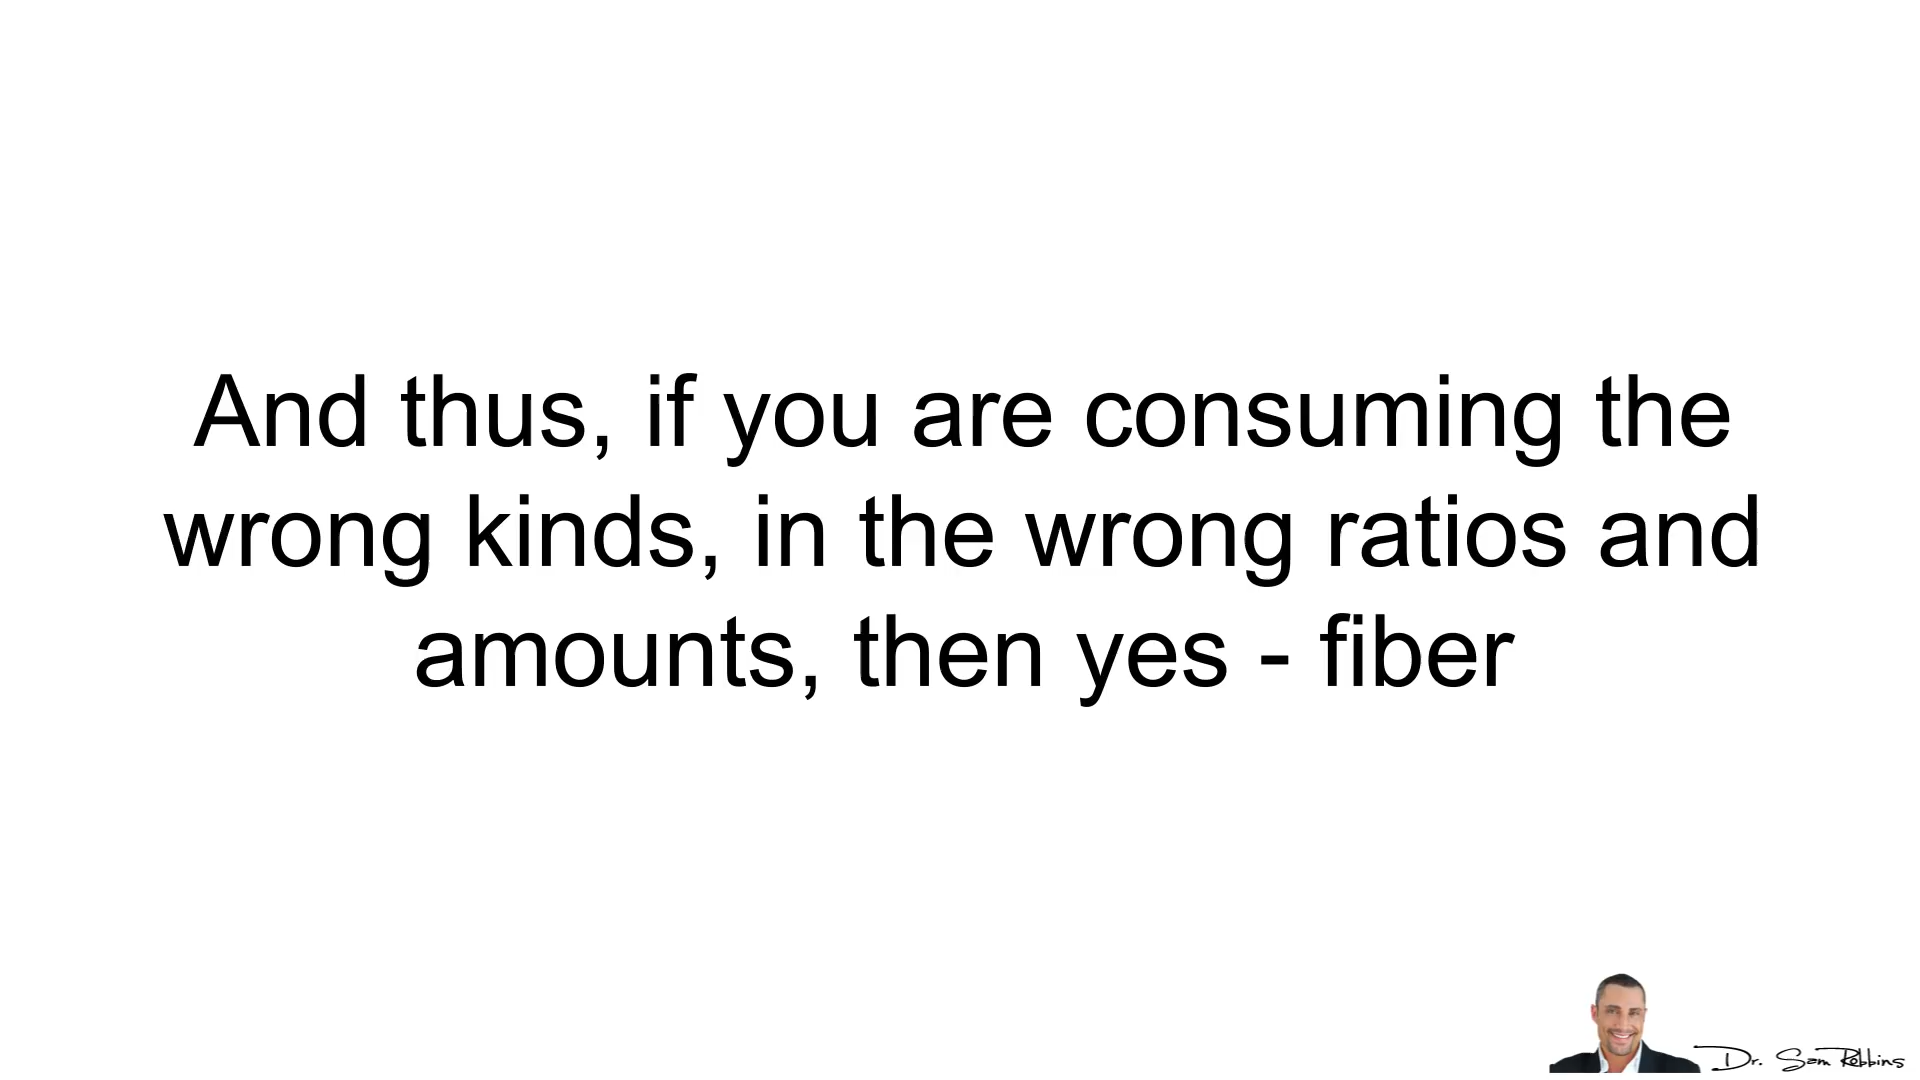 And thus, if you are consuming the
wrong kinds, in the wrong ratios and
amounts, then yes - fiber
Dr. Sam Robbins